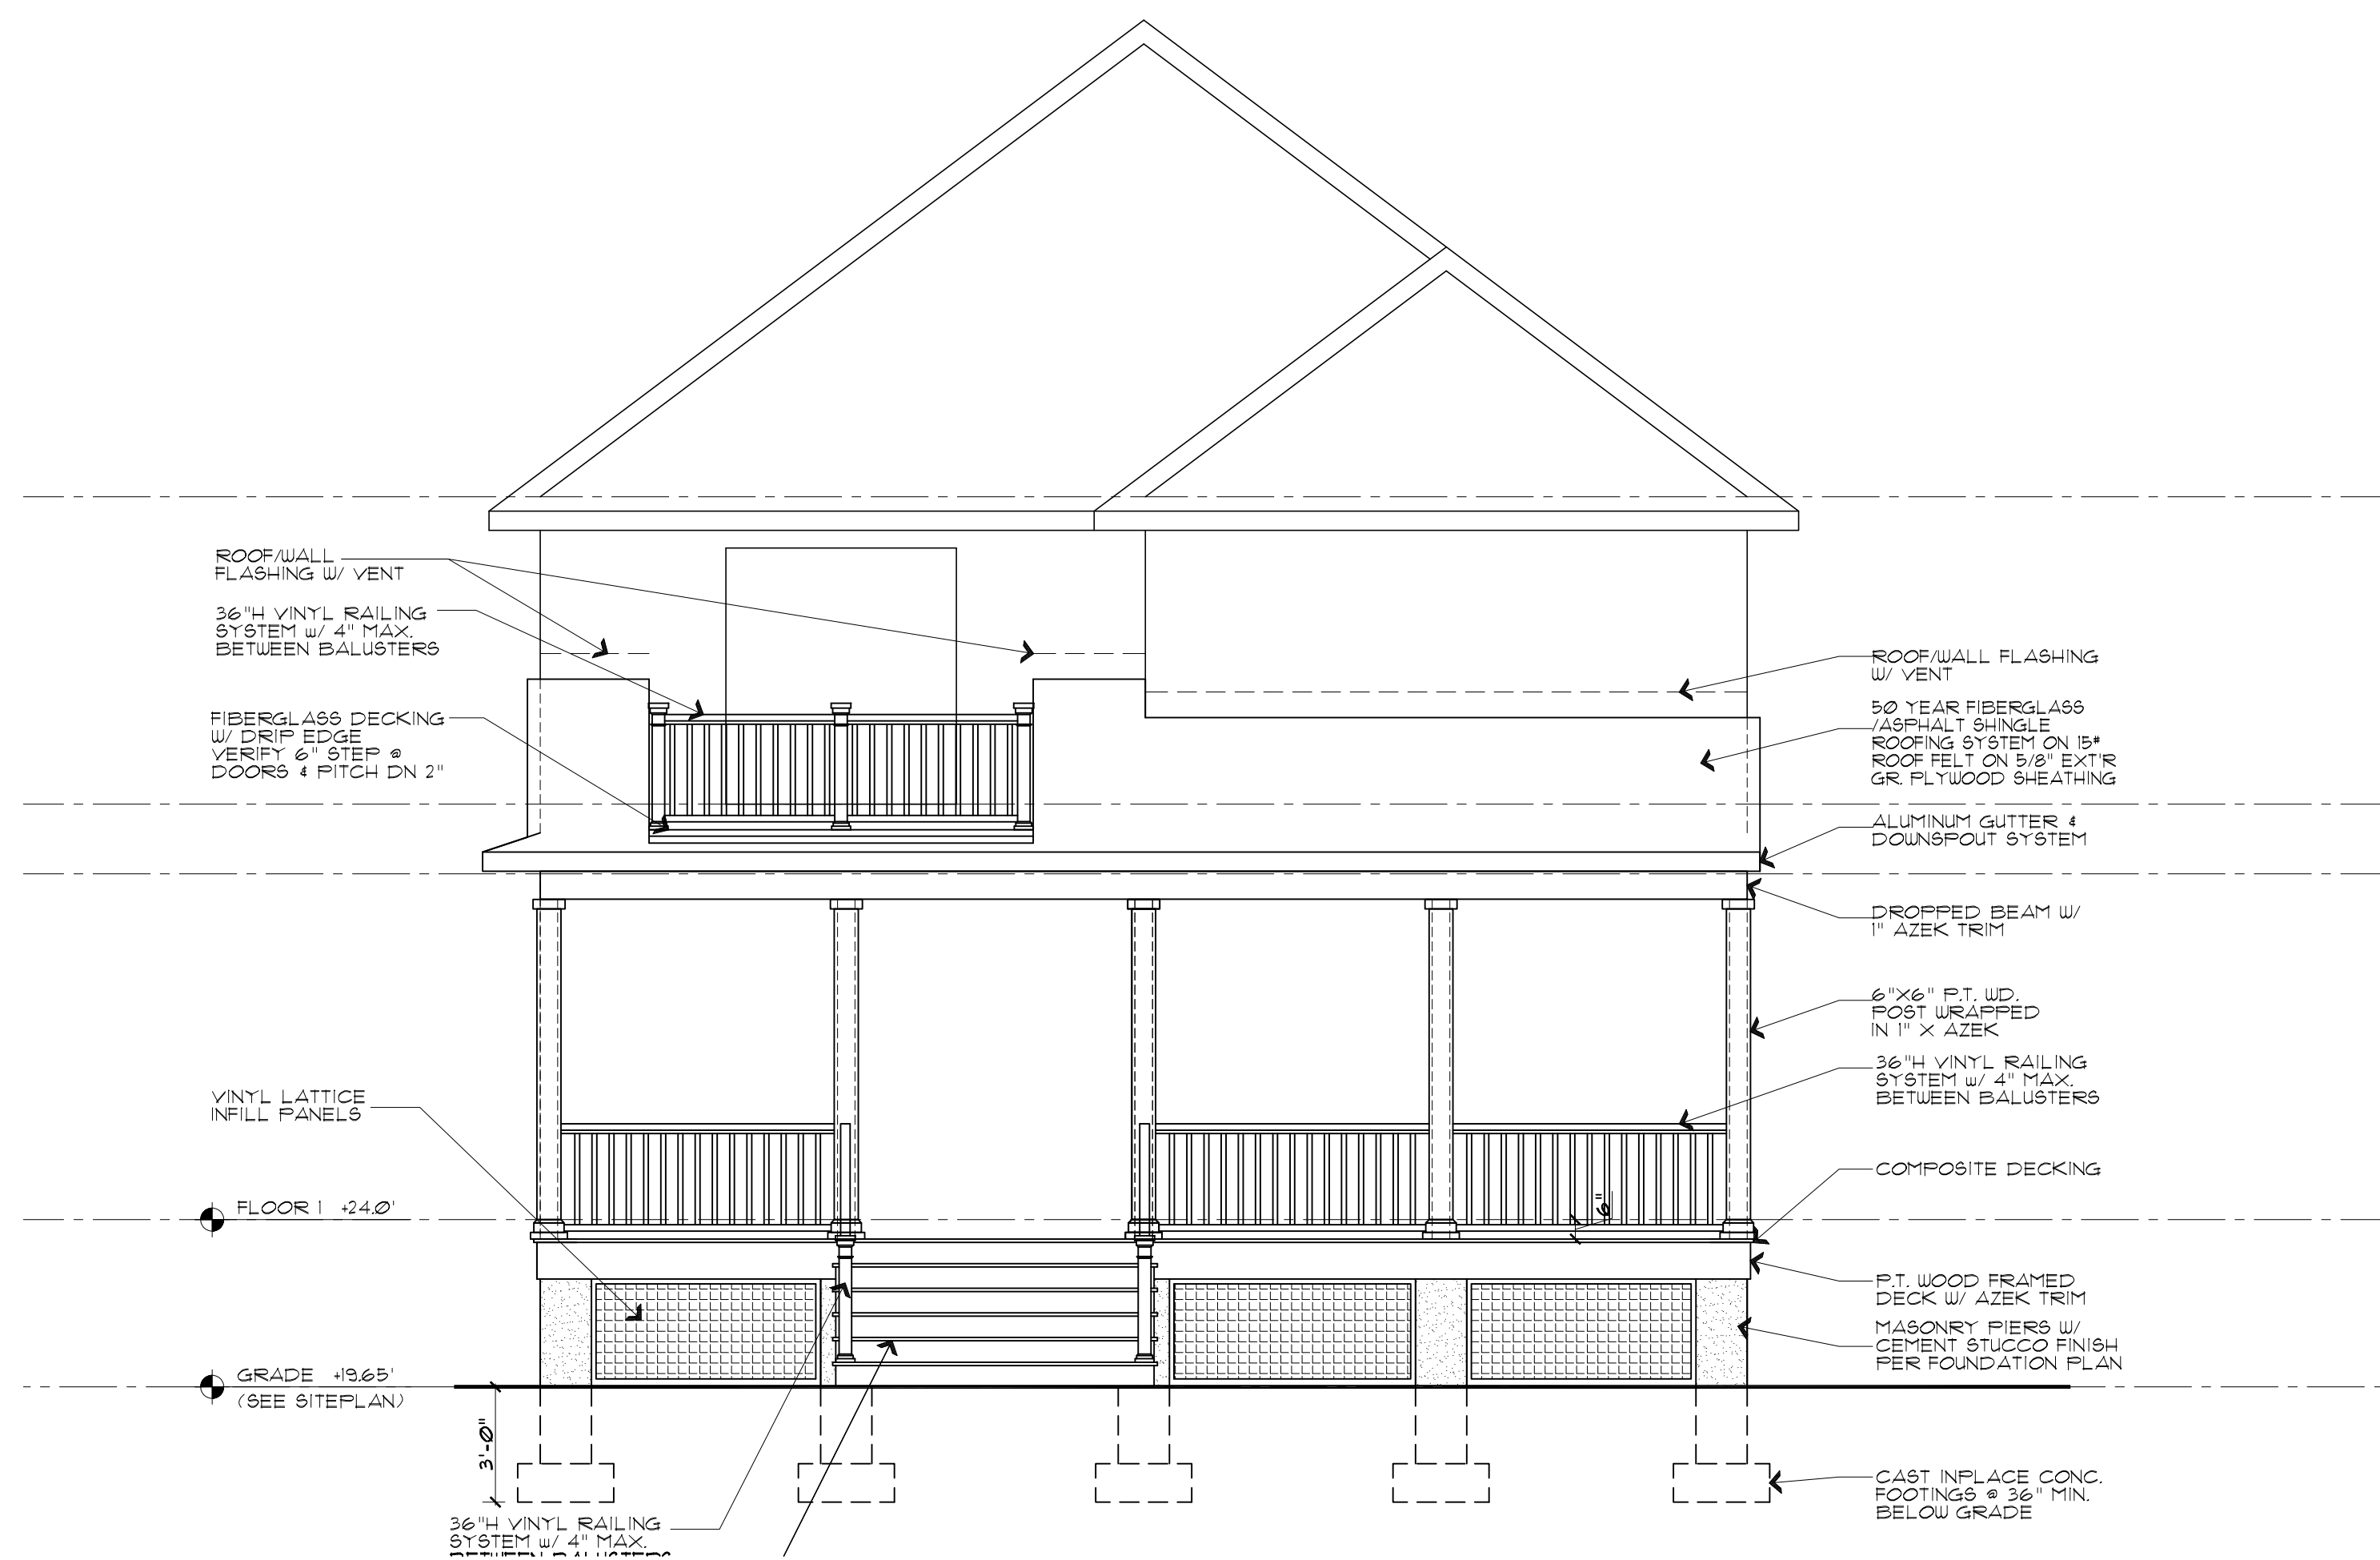 ROOF/WALL
FLASHING W/ VENT
36"H VINYL RAILING
SYSTEM w/ 4" MAX.
BETWEEN BALUSTERS
FIBERGLASS DECKING
W/ DRIP EDGE
VERIFY 6" STEP @
DOORS & PITCH DN 2"
VINYL LATTICE
INFILL PANELS
FLOOR 1 +24.0'
GRADE +19.65'
(SEE SITEPLAN)
3'-0"
36"H VINYL RAILING
SYSTEM w/ 4" MAX.
BETWEEN BALUSTERS
6"
ROOF/WALL FLASHING
W/ VENT
50 YEAR FIBERGLASS
/ASPHALT SHINGLE
ROOFING SYSTEM ON 15#
ROOF FELT ON 5/8" EXT'R
GR. PLYWOOD SHEATHING
ALUMINUM GUTTER &
DOWNSPOUT SYSTEM
DROPPED BEAM W/
1" AZEK TRIM
6"X6" P.T. WD.
POST WRAPPED
IN 1" X AZEK
36"H VINYL RAILING
SYSTEM w/ 4" MAX.
BETWEEN BALUSTERS
COMPOSITE DECKING
P.T. WOOD FRAMED
DECK W/ AZEK TRIM
MASONRY PIERS W/
CEMENT STUCCO FINISH
PER FOUNDATION PLAN
CAST INPLACE CONC.
FOOTINGS @ 36" MIN.
BELOW GRADE